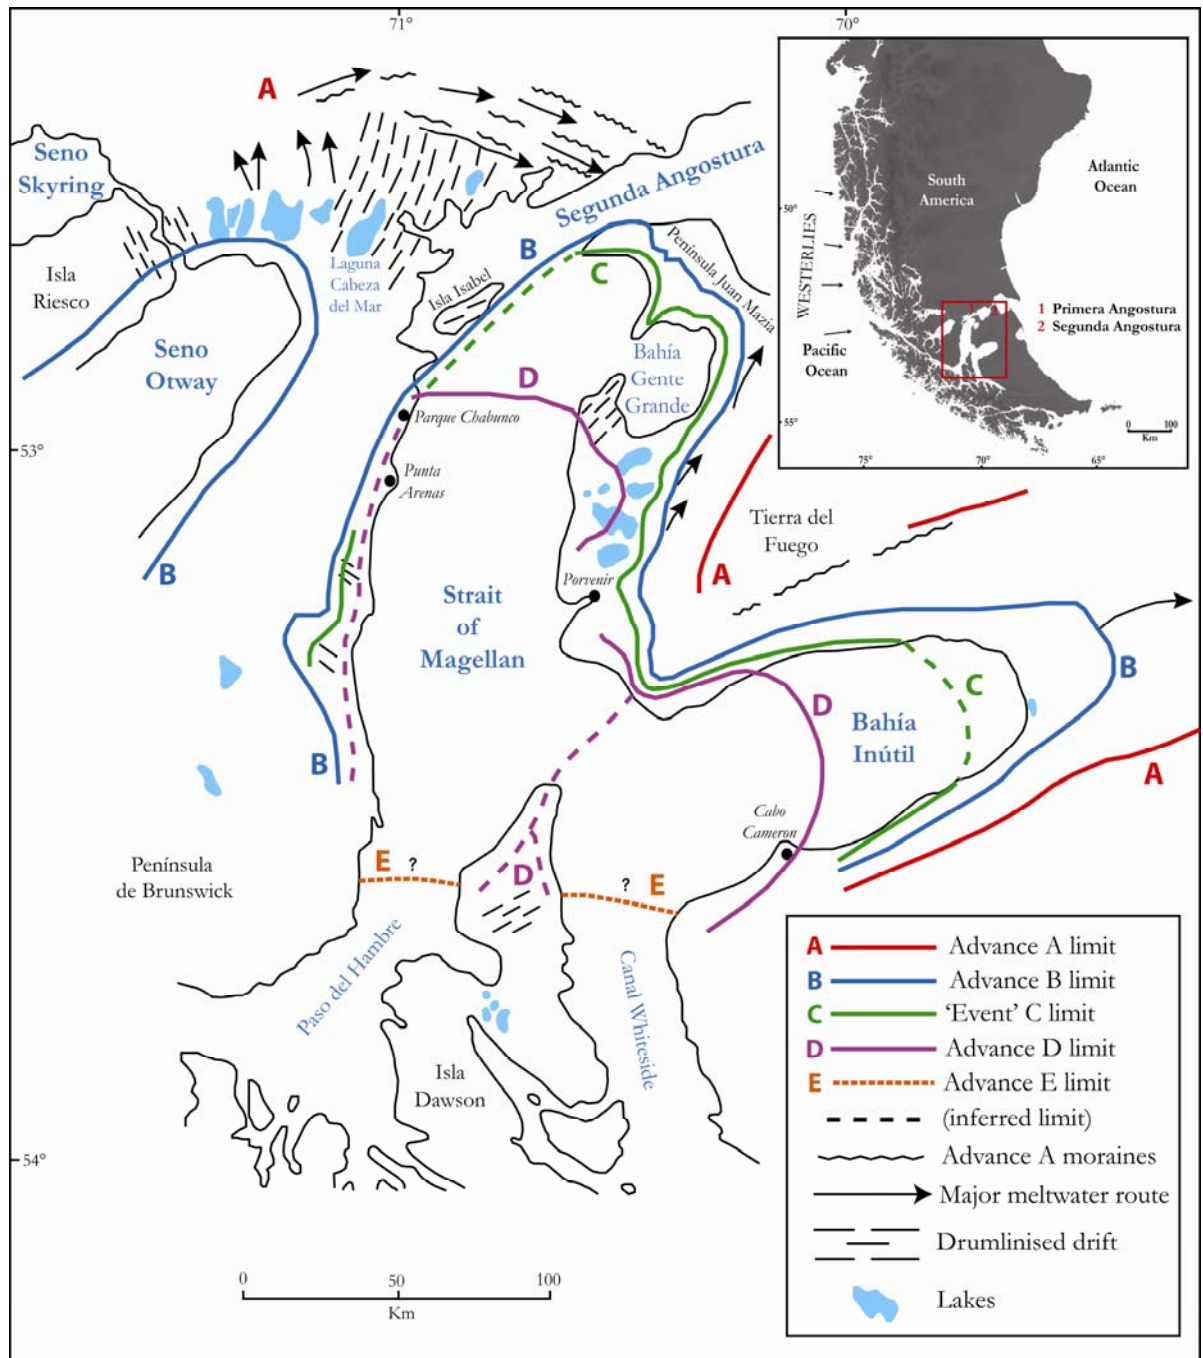 71°
70°
A
Seno
Skyring
Segunda Angostura
Isla
Riesco
Laguna
Cabeza
del Mar
Isla Isabel
B
C
Península Juan Mazia
Seno
Otway
Bahía
Gente
Grande
D
Parque Chabunco
53°
Punta
Arenas
B
Tierra del
Fuego
A
Porvenir
Strait
of
Magellan
B
D
C
B
Bahía
Inútil
A
Cabo
Cameron
Península
de Brunswick
E
?
D
?
E
Paso del Hambre
Canal Whiteside
Isla
Dawson
54°
0
50
100
Km
South
America
Atlantic
Ocean
50°
WESTERLIES
1
2
1 Primera Angostura
2 Segunda Angostura
Pacific
Ocean
0
100
Km
55°
75°
70°
65°
A Advance A limit
B Advance B limit
C ‘Event’ C limit
D Advance D limit
E Advance E limit
(inferred limit)
Advance A moraines
Major meltwater route
Drumlinised drift
Lakes